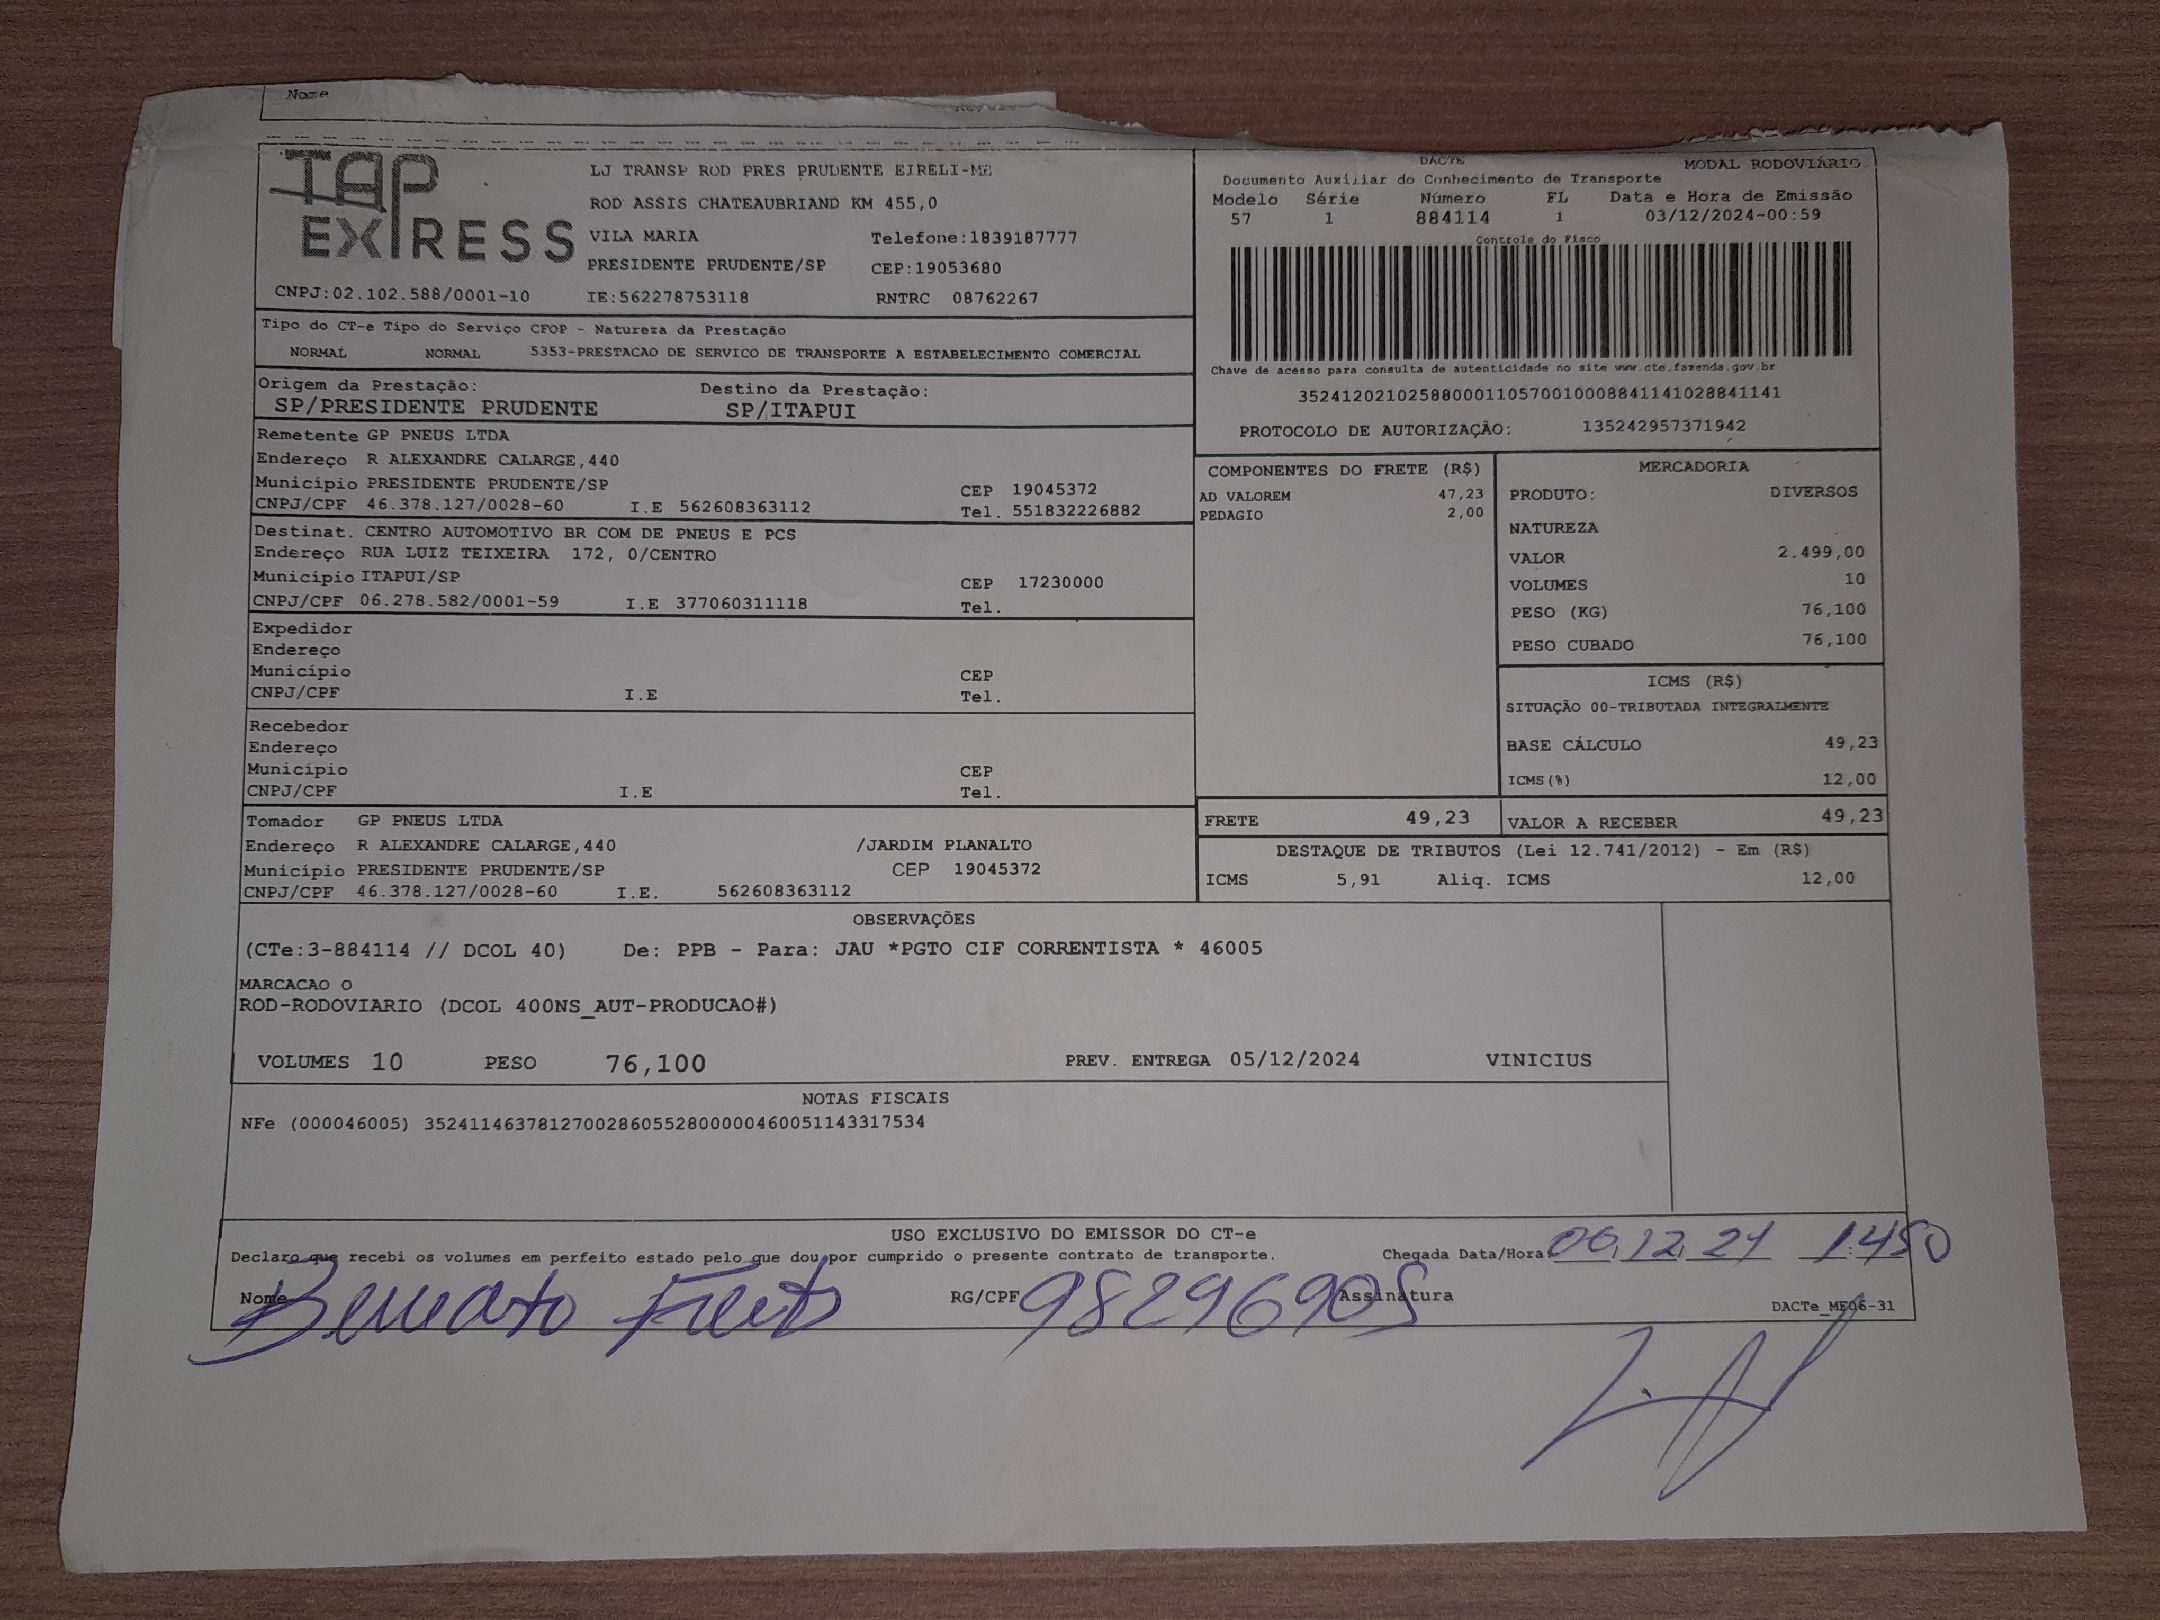 Nome
TAP
EXPRESS
LJ TRANSP ROD PRES PRUDENTE EIRELI-ME
ROD ASSIS CHATEAUBRIAND KM 455,0
VILA MARIA Telefone:1839187777
PRESIDENTE PRUDENTE/SP CEP:19053680
CNPJ:02.102.588/0001-10 IE:562278753118 RNTRC 08762267
DACTE MODAL RODOVIÁRIO
Documento Auxiliar do Conhecimento de Transporte
Modelo Série Número FL Data e Hora de Emissão
57 1 884114 1 03/12/2024-00:59
Controle do Fisco
Chave de acesso para consulta de autenticidade no site www.cte.fazenda.gov.br
35241202102588000110570010008841141028841141
PROTOCOLO DE AUTORIZAÇÃO: 135242957371942
Tipo do CT-e Tipo do Serviço CFOP - Natureza da Prestação
NORMAL NORMAL 5353-PRESTACAO DE SERVICO DE TRANSPORTE A ESTABELECIMENTO COMERCIAL
Origem da Prestação: Destino da Prestação:
SP/PRESIDENTE PRUDENTE SP/ITAPUI
Remetente GP PNEUS LTDA
Endereço R ALEXANDRE CALARGE,440
Município PRESIDENTE PRUDENTE/SP CEP 19045372
CNPJ/CPF 46.378.127/0028-60 I.E 562608363112 Tel. 551832226882
Destinat. CENTRO AUTOMOTIVO BR COM DE PNEUS E PCS
Endereço RUA LUIZ TEIXEIRA 172, 0/CENTRO
Município ITAPUI/SP CEP 17230000
CNPJ/CPF 06.278.582/0001-59 I.E 377060311118 Tel.
Expedidor
Endereço
Município CEP
CNPJ/CPF I.E Tel.
Recebedor
Endereço
Município CEP
CNPJ/CPF I.E Tel.
Tomador GP PNEUS LTDA
Endereço R ALEXANDRE CALARGE,440 /JARDIM PLANALTO
Município PRESIDENTE PRUDENTE/SP CEP 19045372
CNPJ/CPF 46.378.127/0028-60 I.E. 562608363112
COMPONENTES DO FRETE (R$)
AD VALOREM 47,23
PEDAGIO 2,00
MERCADORIA
PRODUTO: DIVERSOS
NATUREZA
VALOR 2.499,00
VOLUMES 10
PESO (KG) 76,100
PESO CUBADO 76,100
ICMS (R$)
SITUAÇÃO 00-TRIBUTADA INTEGRALMENTE
BASE CÁLCULO 49,23
ICMS(%) 12,00
FRETE 49,23 VALOR A RECEBER 49,23
DESTAQUE DE TRIBUTOS (Lei 12.741/2012) - Em (R$)
ICMS 5,91 Aliq. ICMS 12,00
OBSERVAÇÕES
(CTe:3-884114 // DCOL 40) De: PPB - Para: JAU *PGTO CIF CORRENTISTA * 46005
MARCACAO O
ROD-RODOVIARIO (DCOL 400NS_AUT-PRODUCAO#)
VOLUMES 10 PESO 76,100 PREV. ENTREGA 05/12/2024 VINICIUS
NOTAS FISCAIS
NFe (000046005) 35241146378127002860552800000460051143317534
USO EXCLUSIVO DO EMISSOR DO CT-e
Declaro que recebi os volumes em perfeito estado pelo que dou por cumprido o presente contrato de transporte. Chegada Data/Hora 06 12 24 1450
Nome RG/CPF 98296905 Assinatura DACTe_ME06-31